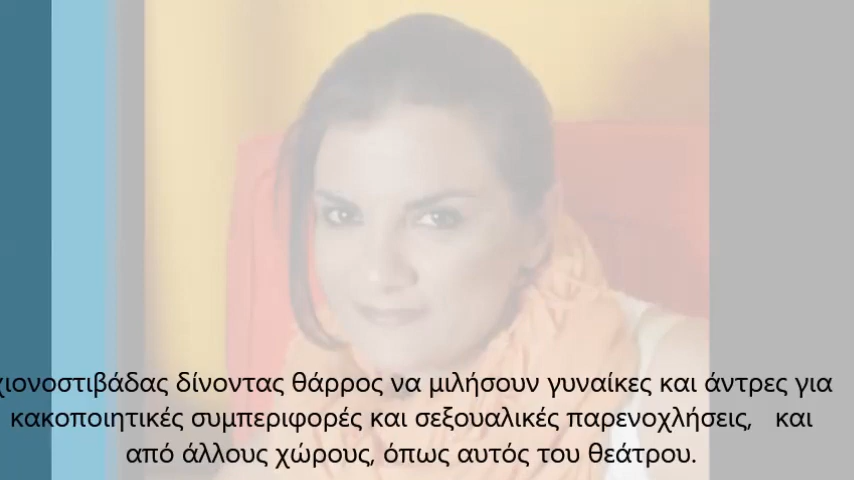 χιονοστιβάδας δίνοντας θάρρος να μιλήσουν γυναίκες και άντρες για
κακοποιητικές συμπεριφορές και σεξουαλικές παρενοχλήσεις, και
από άλλους χώρους, όπως αυτός του θεάτρου.